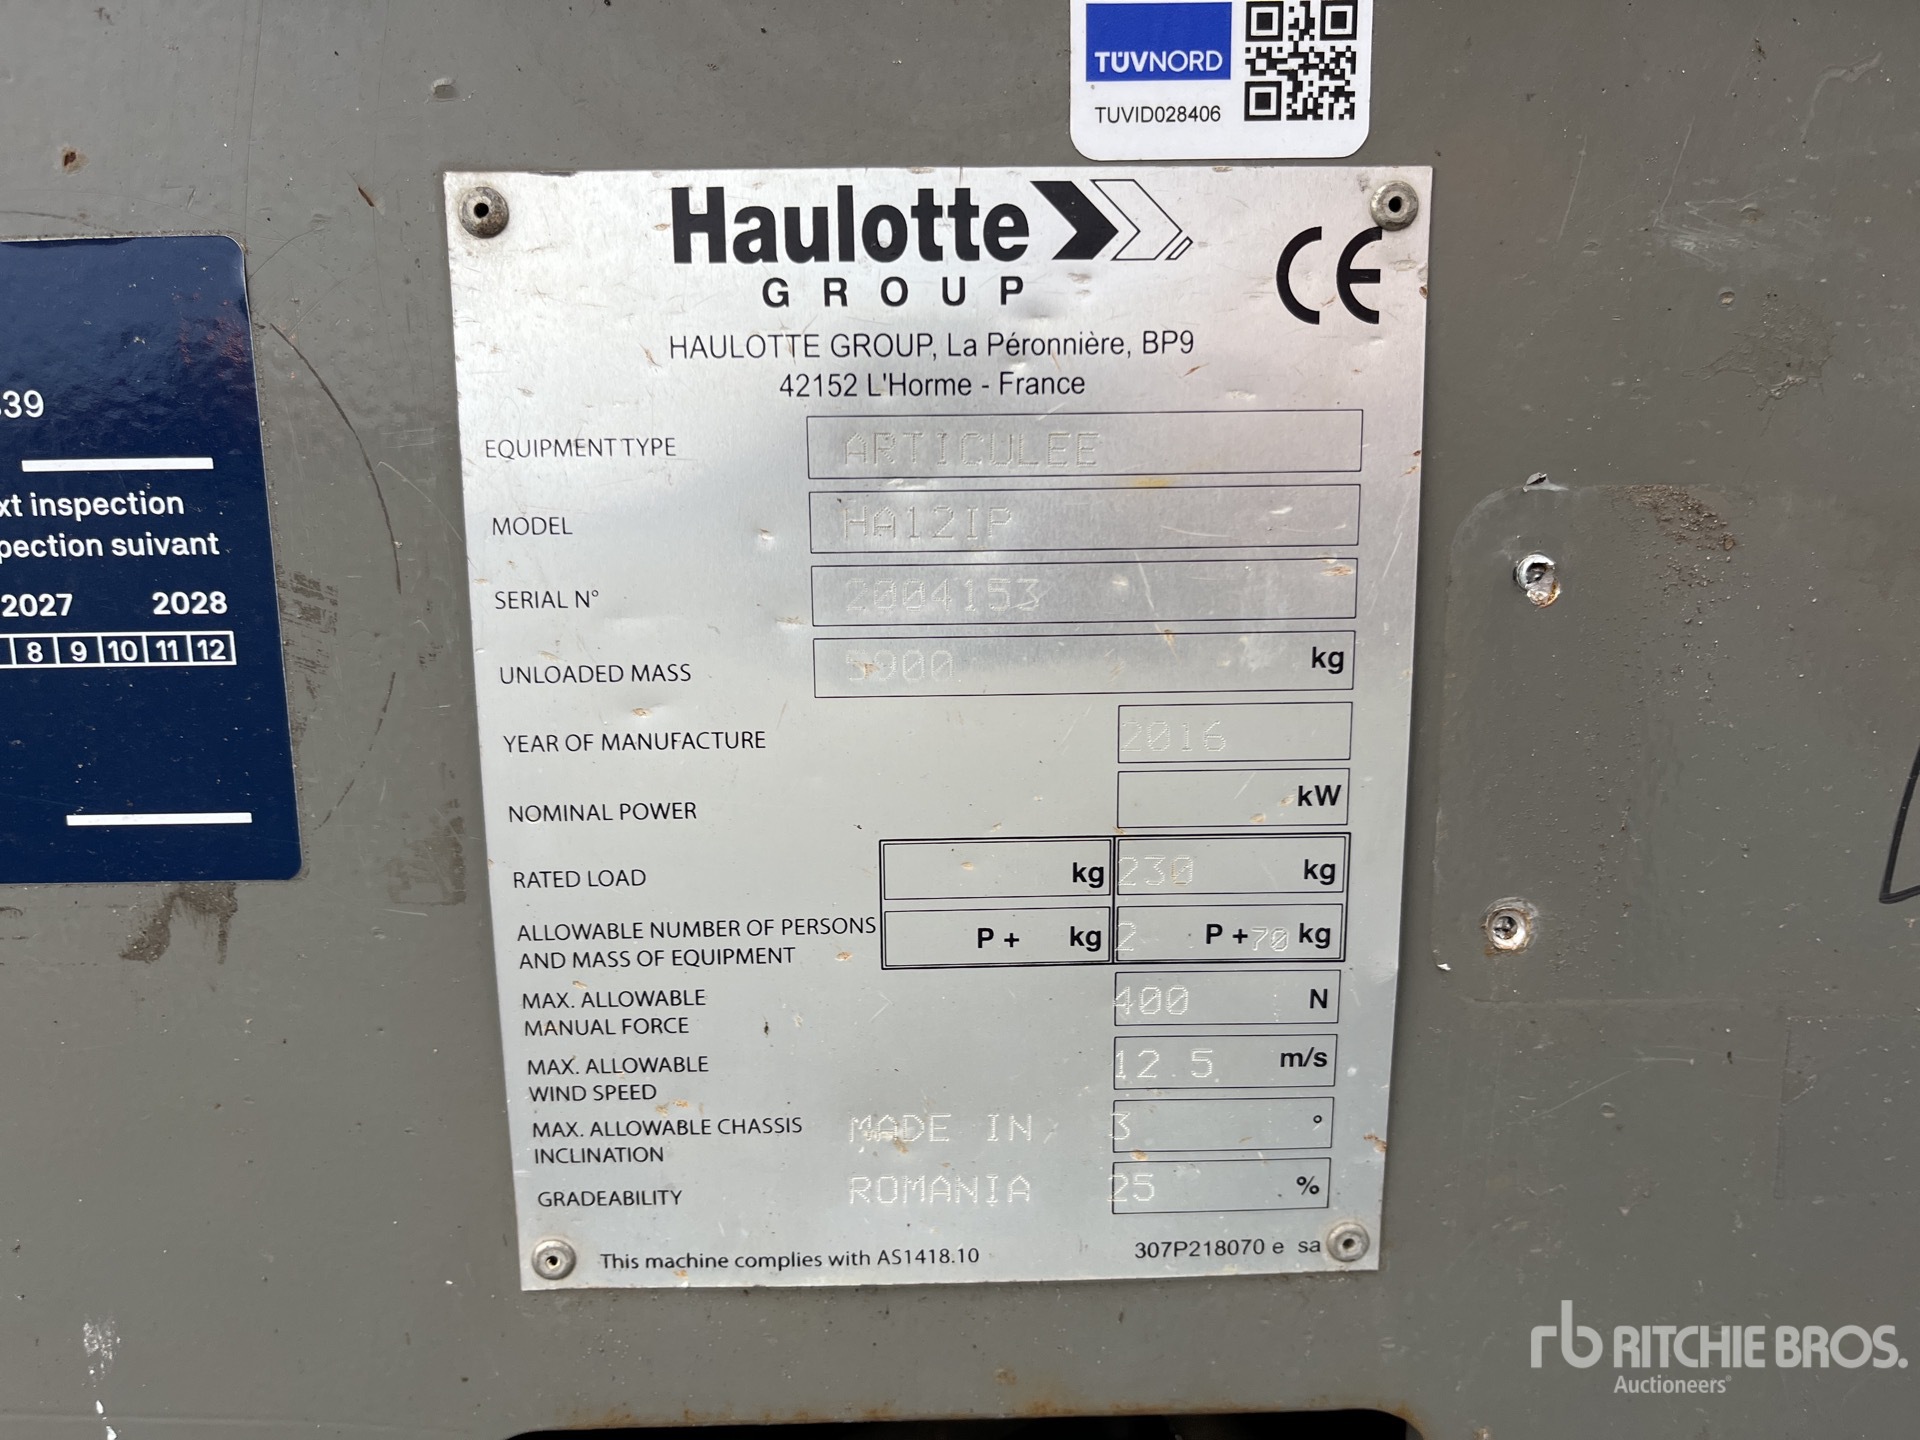 TÜVNORD
TUVID028406
39
xt inspection
pection suivant
2027 2028
8 9 10 11 12
Haulotte
GROUP
CE
HAULOTTE GROUP, La Péronnière, BP9
42152 L'Horme - France
EQUIPMENT TYPE ARTICULEE
MODEL HA12IP
SERIAL N° 2004153
UNLOADED MASS 5900 kg
YEAR OF MANUFACTURE 2016
NOMINAL POWER kW
RATED LOAD kg 230 kg
ALLOWABLE NUMBER OF PERSONS
AND MASS OF EQUIPMENT P + kg 2 P +70 kg
MAX. ALLOWABLE
MANUAL FORCE 400 N
MAX. ALLOWABLE
WIND SPEED 12.5 m/s
MAX. ALLOWABLE CHASSIS
INCLINATION MADE IN 3 °
GRADEABILITY ROMANIA 25 %
This machine complies with AS1418.10 307P218070 e sa
rb RITCHIE BROS.
Auctioneers